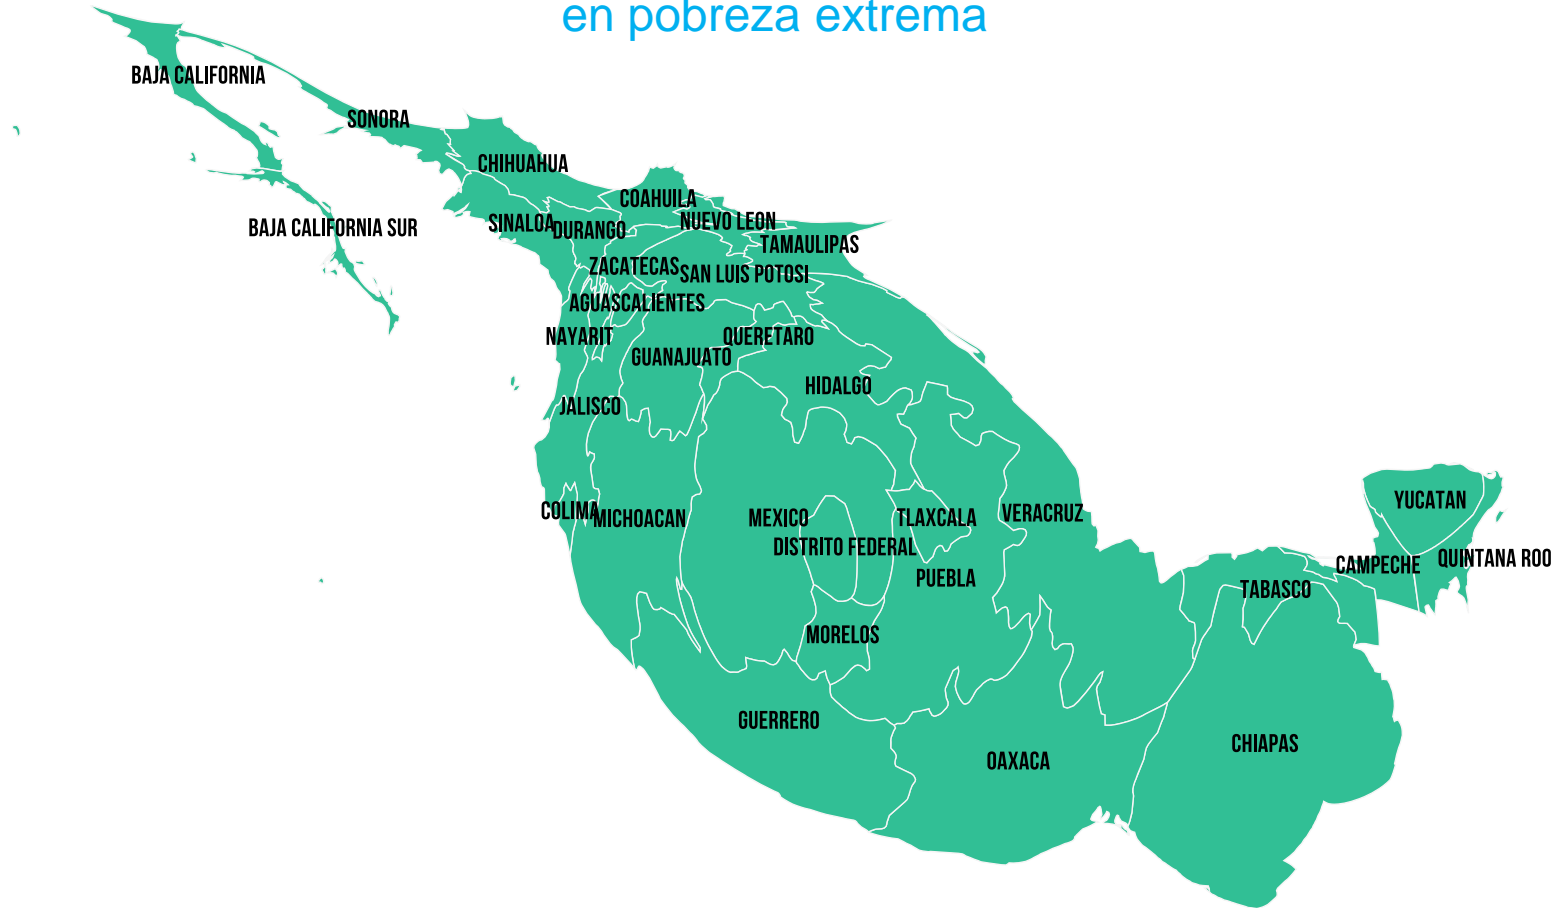 en pobreza extrema
BAJA CALIFORNIA
SONORA
CHIHUAHUA
COAHUILA
BAJA CALIFORNIA SUR
SINALOA
DURANGO
NUEVO LEON
TAMAULIPAS
ZACATECAS
SAN LUIS POTOSI
AGUASCALIENTES
NAYARIT
QUERETARO
GUANAJUATO
HIDALGO
JALISCO
COLIMA
MICHOACAN
MEXICO
TLAXCALA
VERACRUZ
YUCATAN
DISTRITO FEDERAL
PUEBLA
CAMPECHE
QUINTANA ROO
TABASCO
MORELOS
GUERRERO
OAXACA
CHIAPAS